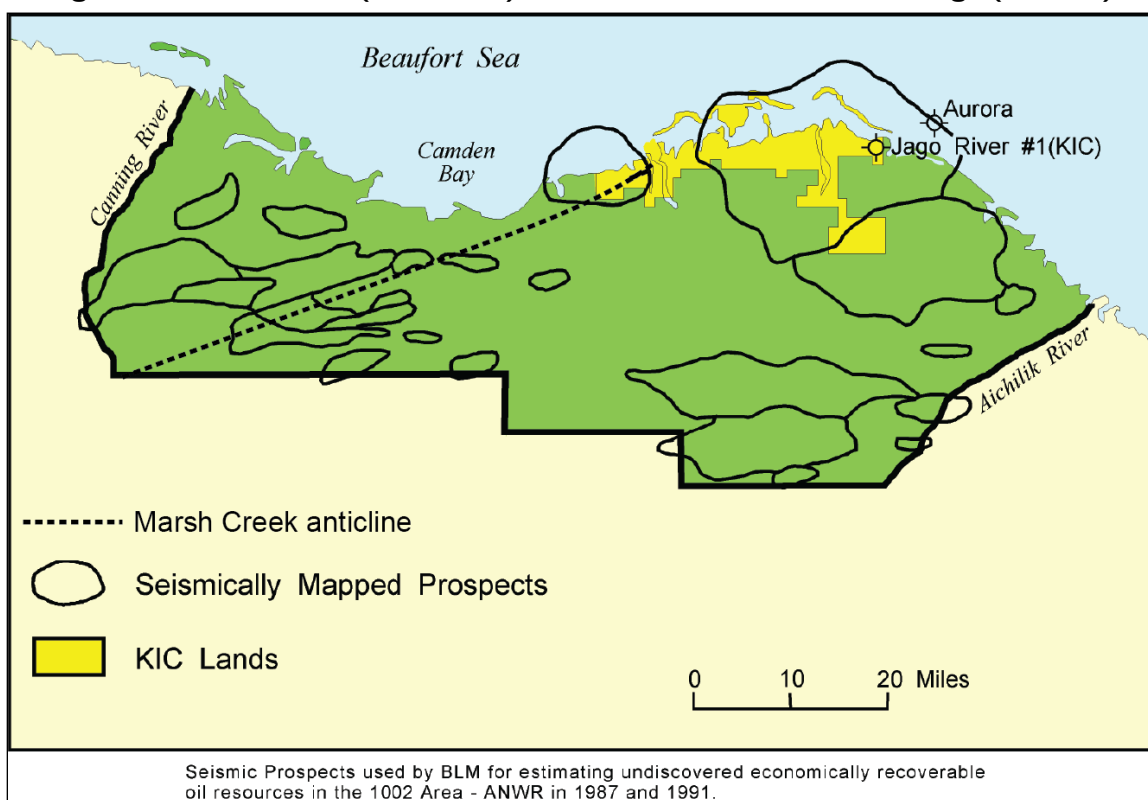 Beaufort Sea
Canning River
Camden
Bay
Aurora
Jago River #1(KIC)
Aichilik River
Marsh Creek anticline
Seismically Mapped Prospects
KIC Lands
0 10 20 Miles
Seismic Prospects used by BLM for estimating undiscovered economically recoverable
oil resources in the 1002 Area - ANWR in 1987 and 1991.